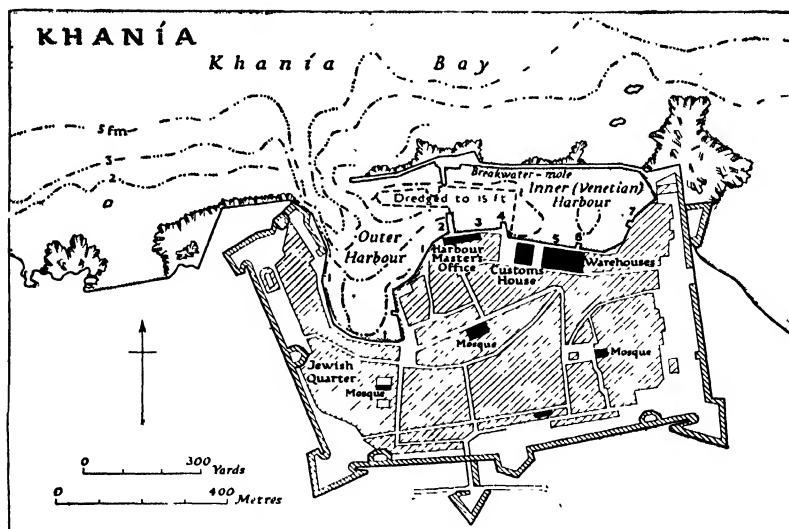 KHANÍA
Khanía Bay
5 fm
3
2
Breakwater-mole
Inner (Venetian)
Harbour
Dredged to 15 ft
Outer
Harbour
2 3 4 5 6 7
Harbour
Master's
Office
Customs
House
Warehouses
Mosque
Mosque
Jewish
Quarter
Mosque
0 300
Yards
0 400
Metres